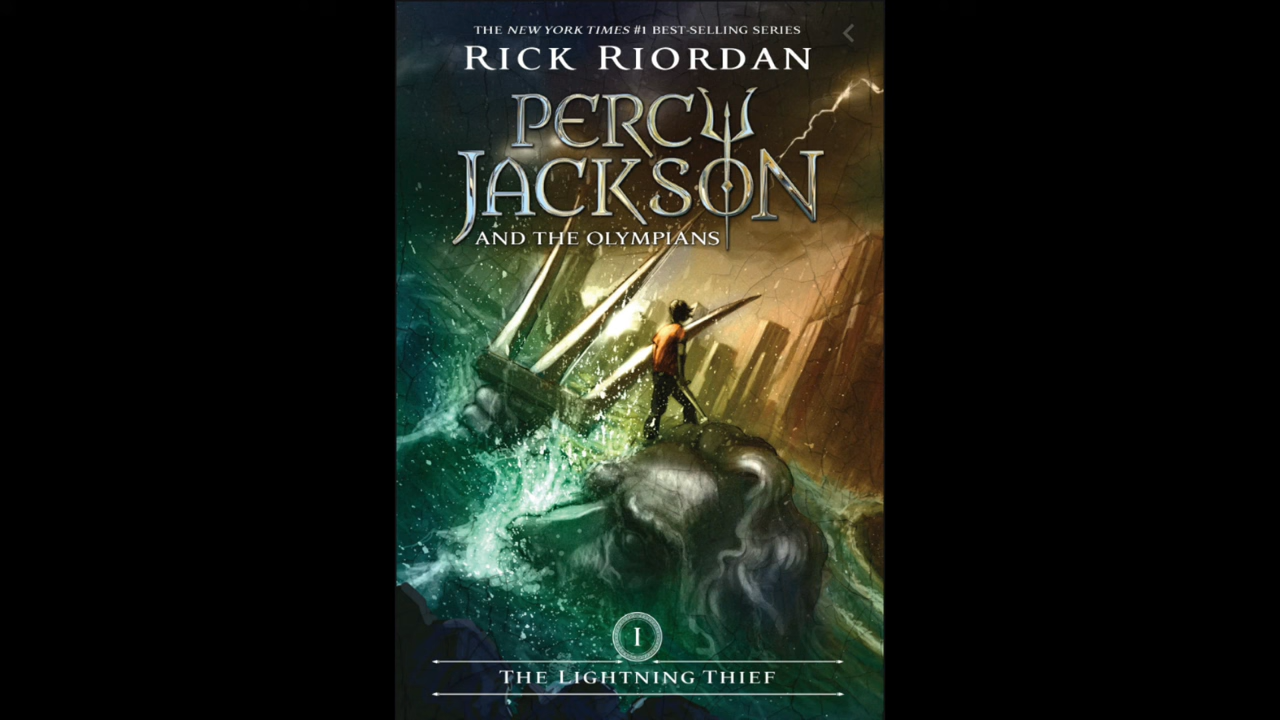 THE NEW YORK TIMES #1 BEST-SELLING SERIES
RICK RIORDAN
PERCY
JACKSON
AND THE OLYMPIANS
I
THE LIGHTNING THIEF